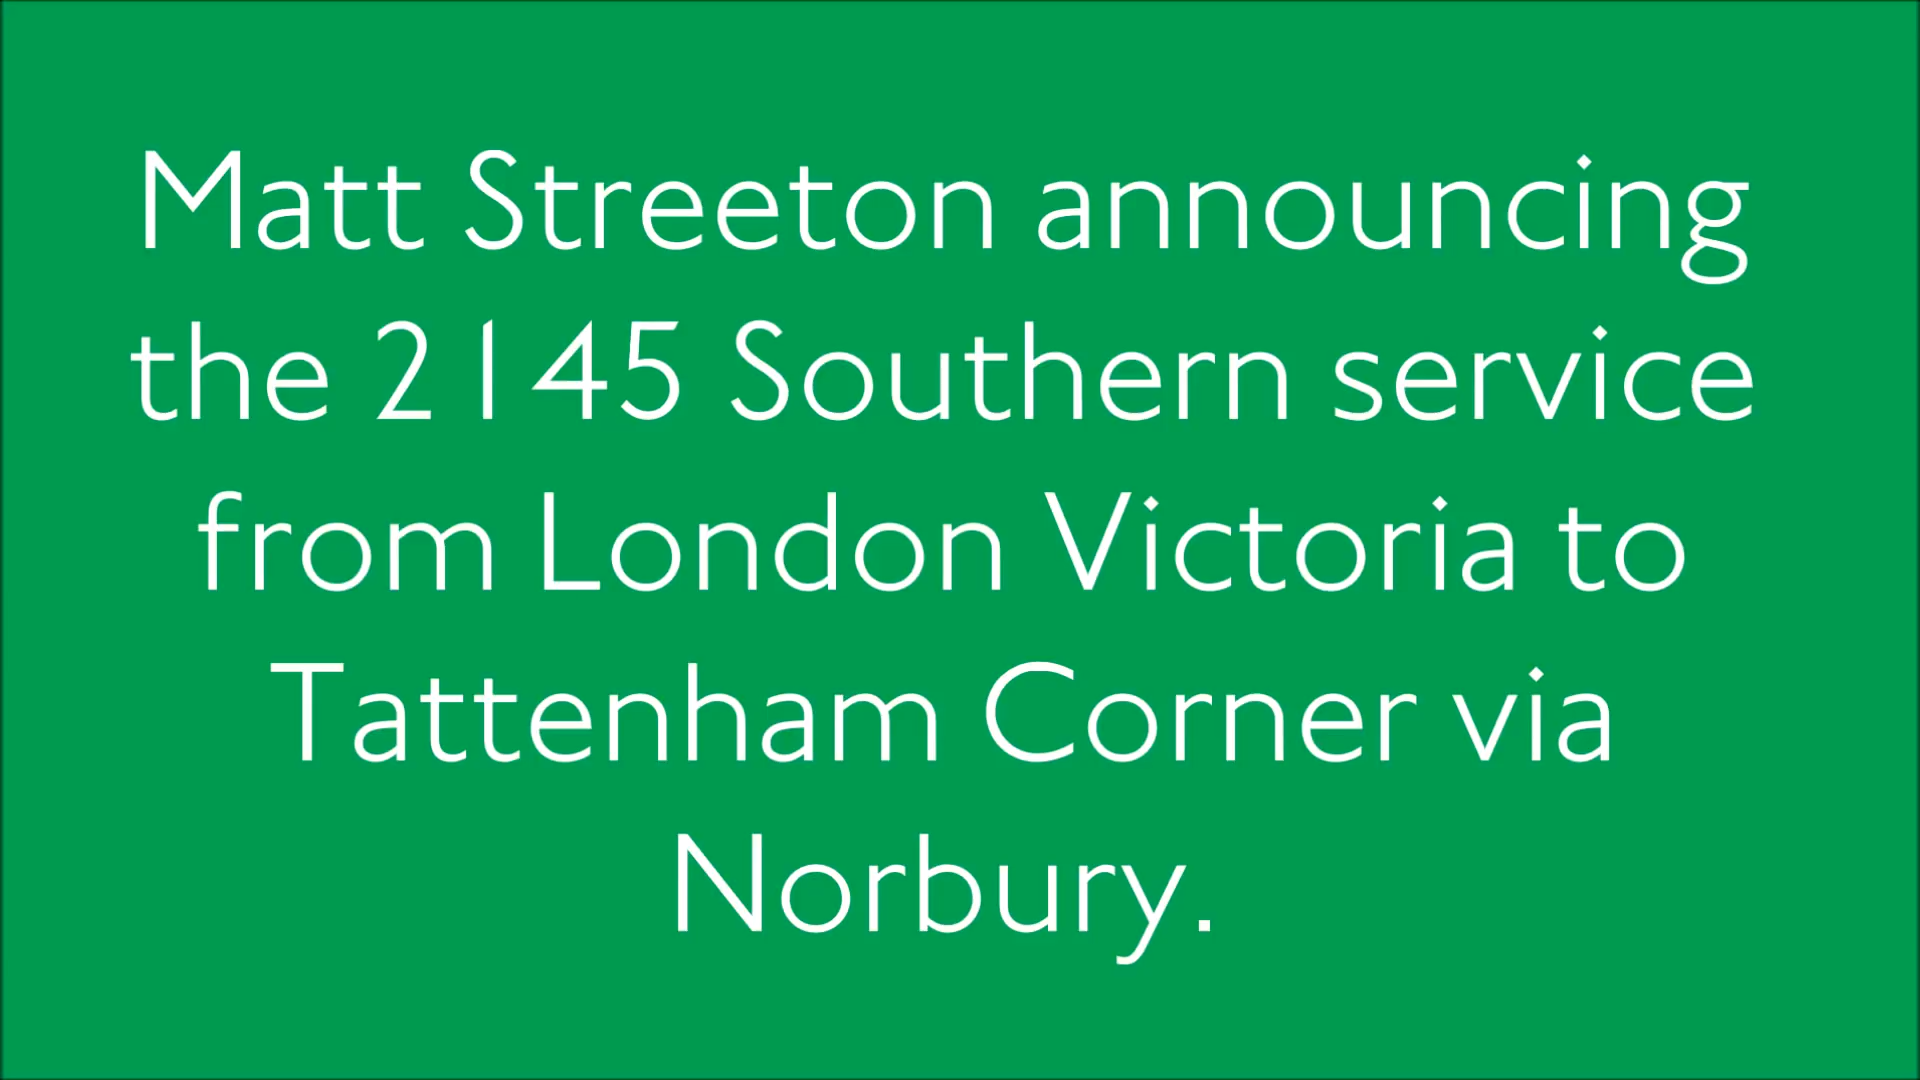 Matt Streeton announcing
the 2145 Southern service
from London Victoria to
Tattenham Corner via
Norbury.